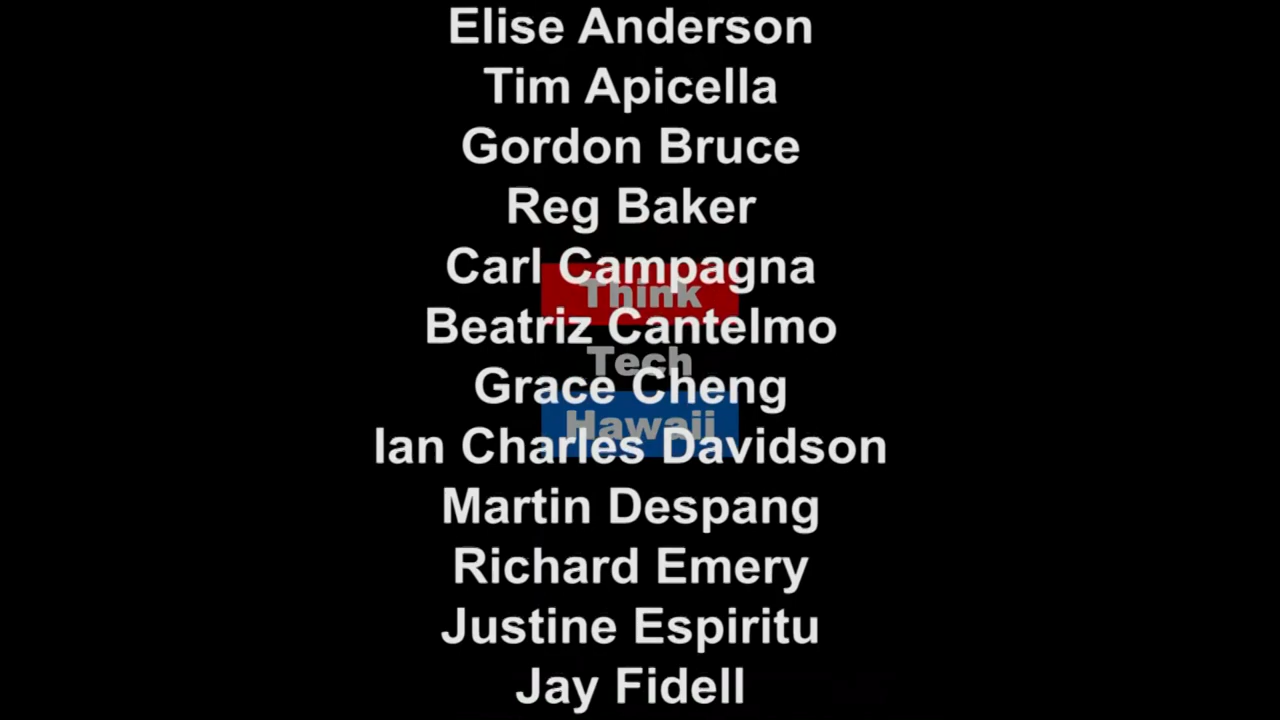 Elise Anderson
Tim Apicella
Gordon Bruce
Reg Baker
Carl Campagna
Think
Beatriz Cantelmo
Tech
Grace Cheng
Hawaii
Ian Charles Davidson
Martin Despang
Richard Emery
Justine Espiritu
Jay Fidell